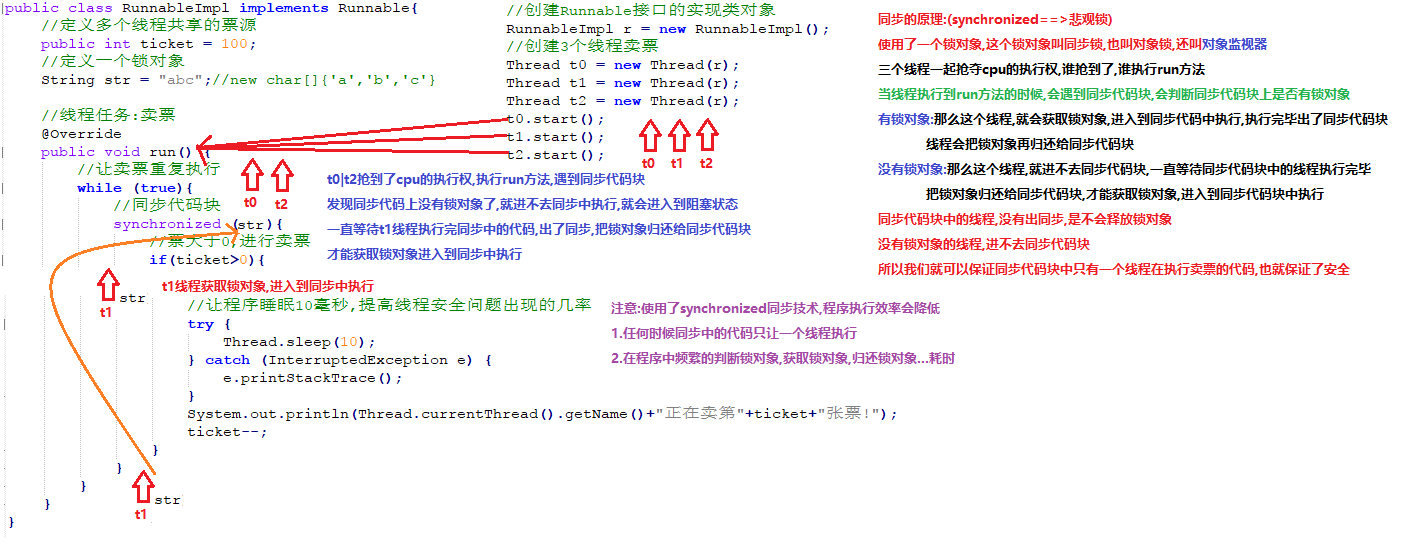 public class RunnableImpl implements Runnable{
//定义多个线程共享的票源
public int ticket = 100;
//定义一个锁对象
String str = "abc";//new char[]{'a','b','c'}
//线程任务:卖票
@Override
public void run() {
//让卖票重复执行
while (true){
//同步代码块
synchronized (str){
//票大于0,进行卖票
if(ticket>0){
//让程序睡眠10毫秒,提高线程安全问题出现的几率
try {
Thread.sleep(10);
} catch (InterruptedException e) {
e.printStackTrace();
}
System.out.println(Thread.currentThread().getName()+"正在卖第"+ticket+"张票!");
ticket--;
}
}
}
}
}
//创建Runnable接口的实现类对象
RunnableImpl r = new RunnableImpl();
//创建3个线程卖票
Thread t0 = new Thread(r);
Thread t1 = new Thread(r);
Thread t2 = new Thread(r);
t0.start();
t1.start();
t2.start();
t0 t1 t2
t0 t2
t0|t2抢到了cpu的执行权,执行run方法,遇到同步代码块
发现同步代码上没有锁对象了,就进不去同步中执行,就会进入到阻塞状态
一直等待t1线程执行完同步中的代码,出了同步,把锁对象归还给同步代码块
才能获取锁对象进入到同步中执行
t1线程获取锁对象,进入到同步中执行
str
t1
str
t1
同步的原理:(synchronized==>悲观锁)
使用了一个锁对象,这个锁对象叫同步锁,也叫对象锁,还叫对象监视器
三个线程一起抢夺cpu的执行权,谁抢到了,谁执行run方法
当线程执行到run方法的时候,会遇到同步代码块,会判断同步代码块上是否有锁对象
有锁对象:那么这个线程,就会获取锁对象,进入到同步代码中执行,执行完毕出了同步代码块
线程会把锁对象再归还给同步代码块
没有锁对象:那么这个线程,就进不去同步代码块,一直等待同步代码块中的线程执行完毕
把锁对象归还给同步代码块,才能获取锁对象,进入到同步代码块中执行
同步代码块中的线程,没有出同步,是不会释放锁对象
没有锁对象的线程,进不去同步代码块
所以我们就可以保证同步代码块中只有一个线程在执行卖票的代码,也就保证了安全
注意:使用了synchronized同步技术,程序执行效率会降低
1.任何时候同步中的代码只让一个线程执行
2.在程序中频繁的判断锁对象,获取锁对象,归还锁对象...耗时